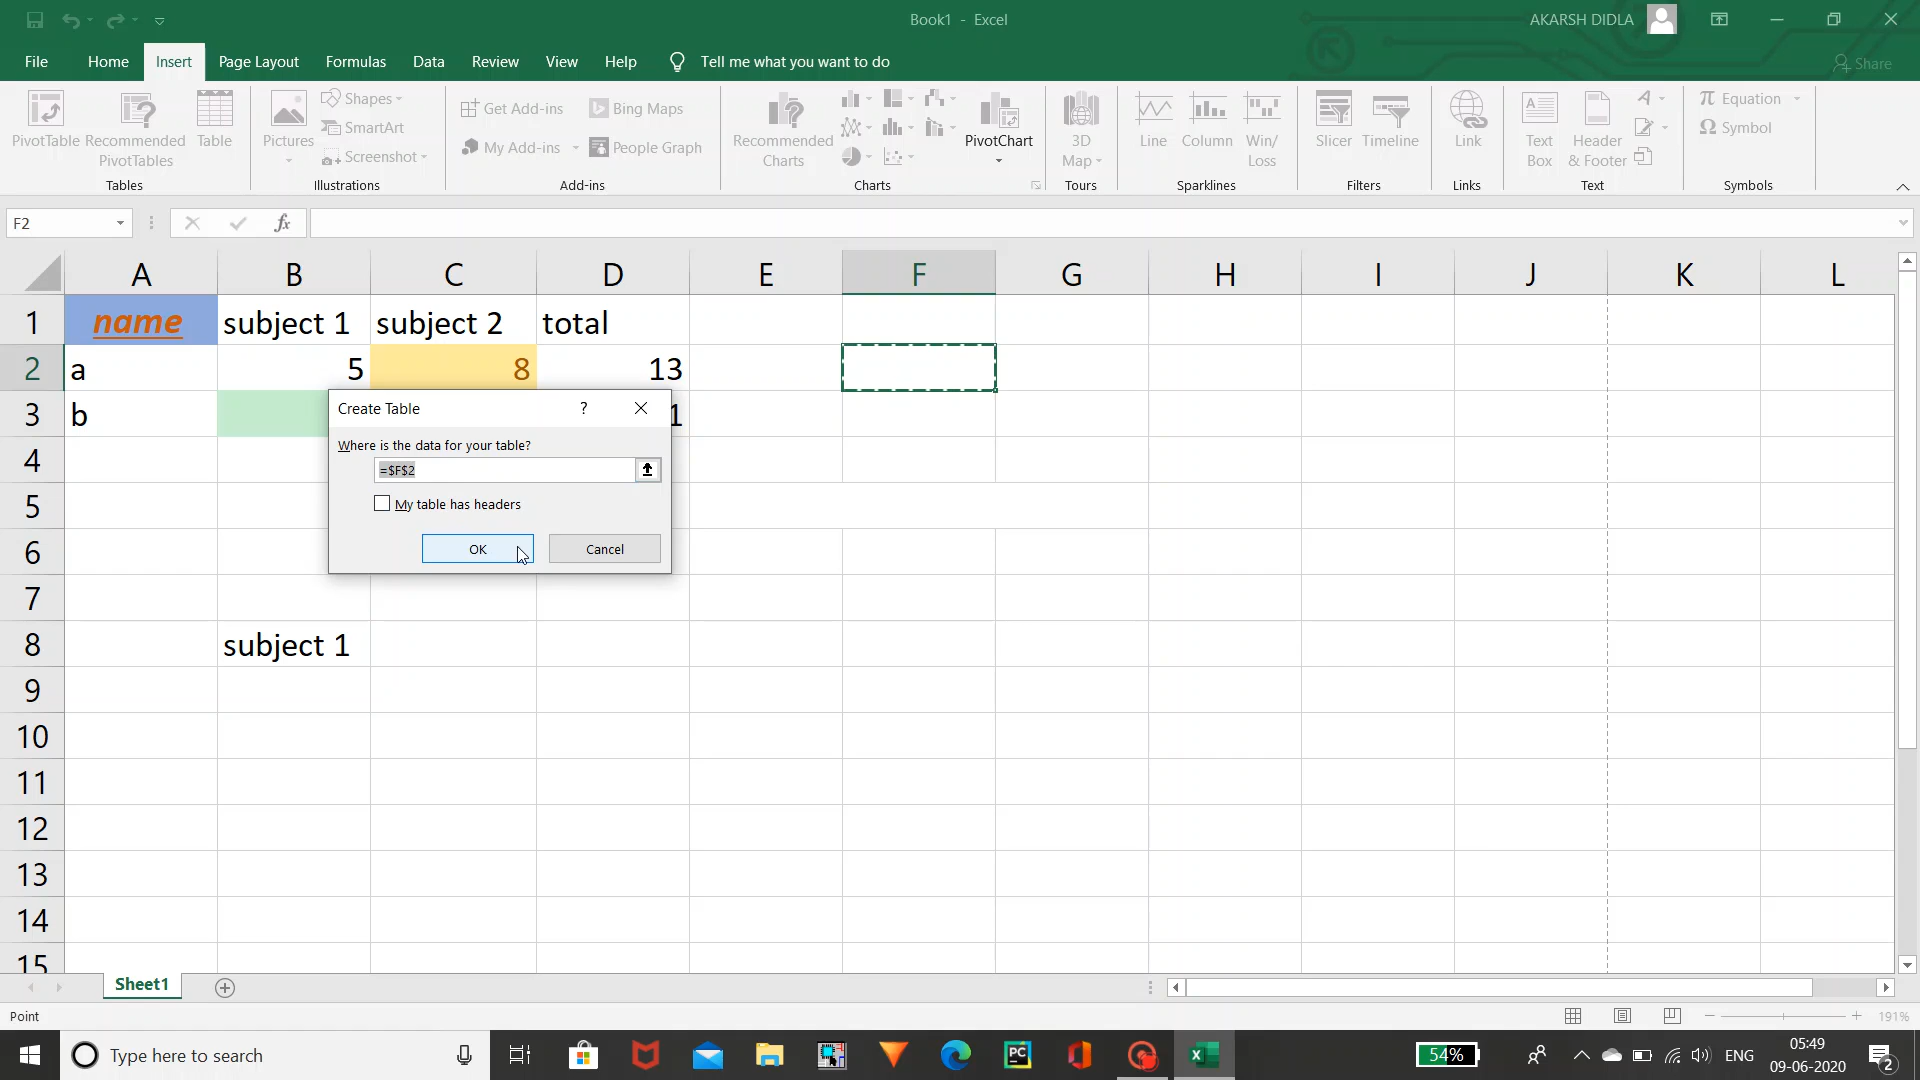 Book1 - Excel
AKARSH DIDLA
File Home Insert Page Layout Formulas Data Review View Help Tell me what you want to do Share
PivotTable
Recommended
PivotTables
Table
Tables
Pictures
Shapes
SmartArt
Screenshot
Illustrations
Get Add-ins
My Add-ins
Bing Maps
People Graph
Add-ins
Recommended
Charts
PivotChart
Charts
3D
Map
Tours
Line
Column
Win/
Loss
Sparklines
Slicer
Timeline
Filters
Link
Links
Text
Box
Header
& Footer
Text
Equation
Symbol
Symbols
F2
fx
A B C D E F G H I J K L
1 name subject 1 subject 2 total
2 a 5 8 13
3 b 1
4
5
6
7
8 subject 1
9
10
11
12
13
14
15
Create Table ?
Where is the data for your table?
=$F$2
My table has headers
OK Cancel
Sheet1
Point
191%
Type here to search
PC
54%
ENG
05:49
09-06-2020
2